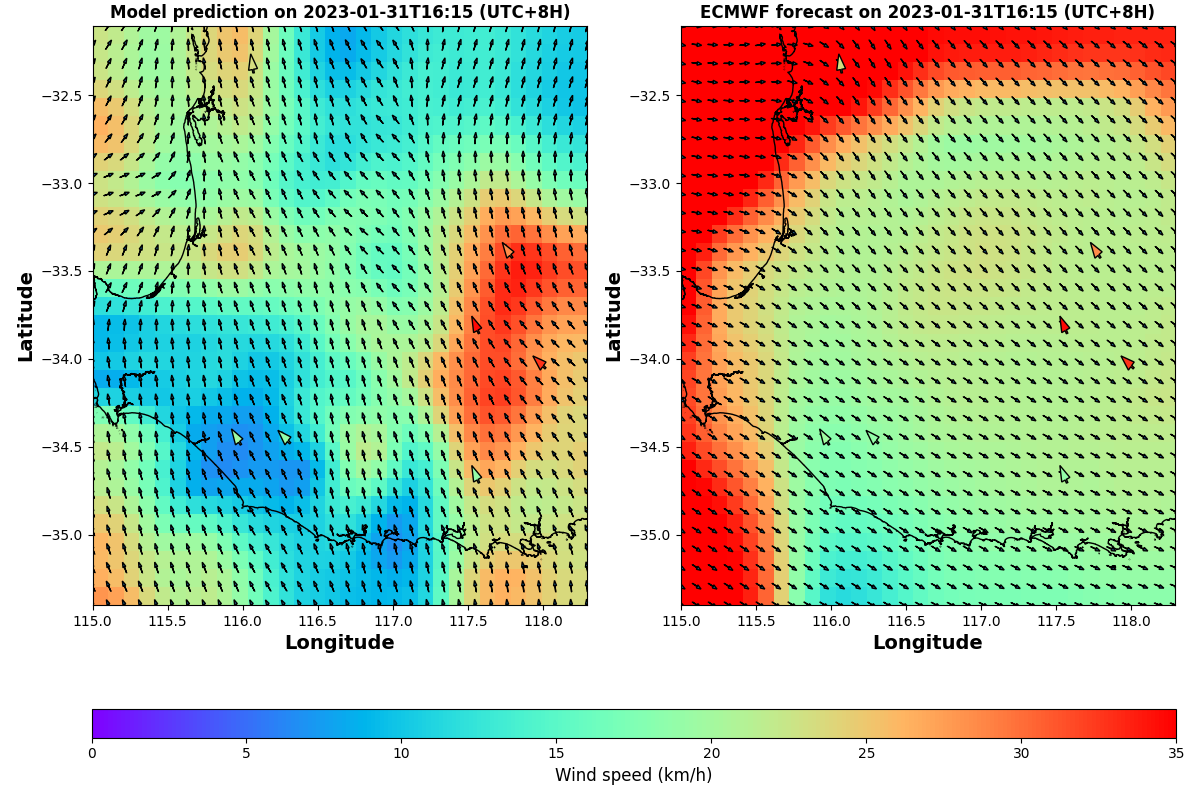 Model prediction on 2023-01-31T16:15 (UTC+8H)
ECMWF forecast on 2023-01-31T16:15 (UTC+8H)
Latitude
−32.5
−33.0
−33.5
−34.0
−34.5
−35.0
115.0 115.5 116.0 116.5 117.0 117.5 118.0
Longitude
Latitude
−32.5
−33.0
−33.5
−34.0
−34.5
−35.0
115.0 115.5 116.0 116.5 117.0 117.5 118.0
Longitude
0 5 10 15 20 25 30 35
Wind speed (km/h)